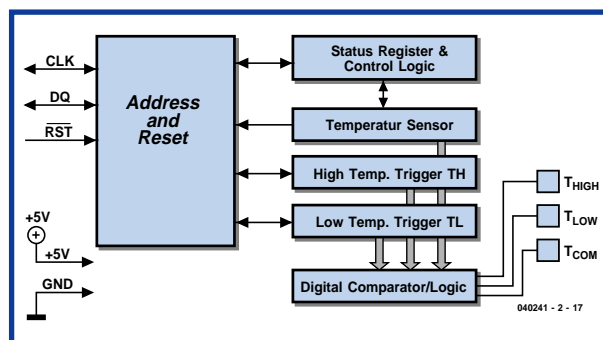 CLK
DQ
RST
+5V
+5V
GND
Address
and
Reset
Status Register &
Control Logic
Temperatur Sensor
High Temp. Trigger TH
Low Temp. Trigger TL
Digital Comparator/Logic
THIGH
TLOW
TCOM
040241 - 2 - 17